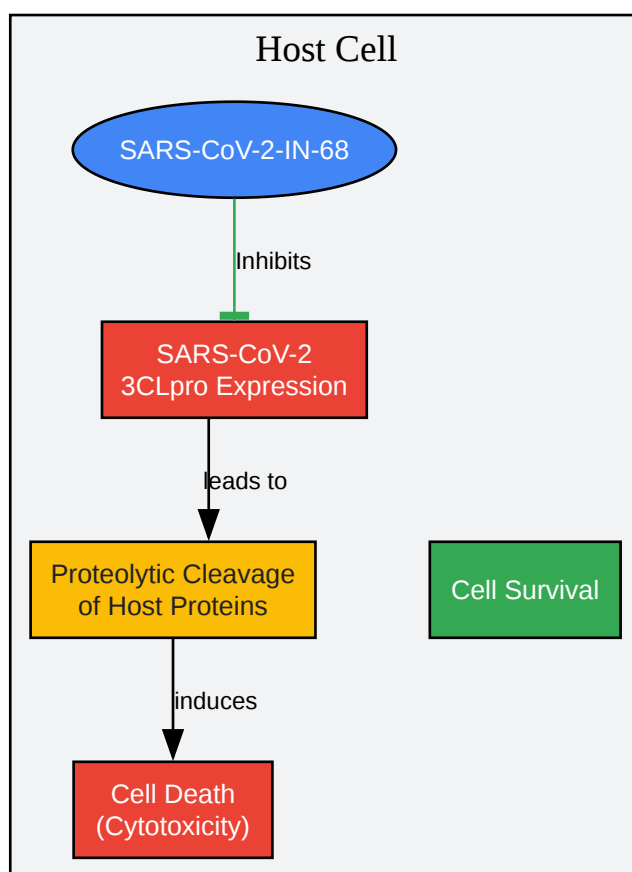 Host Cell
SARS-CoV-2-IN-68
Inhibits
SARS-CoV-2
3CLpro Expression
leads to
Proteolytic Cleavage
of Host Proteins
Cell Survival
induces
Cell Death
(Cytotoxicity)